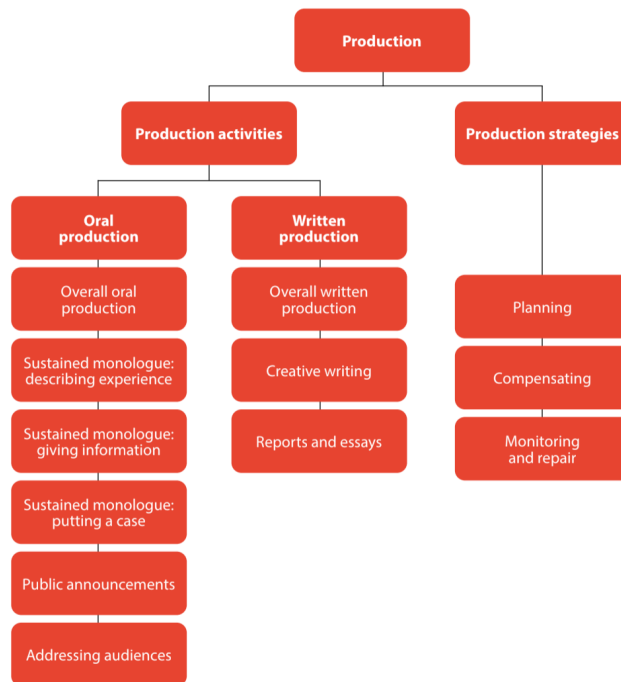 Production
Production activities
Production strategies
Oral
production
Written
production
Overall oral
production
Overall written
production
Planning
Sustained monologue:
describing experience
Creative writing
Compensating
Sustained monologue:
giving information
Reports and essays
Monitoring
and repair
Sustained monologue:
putting a case
Public announcements
Addressing audiences